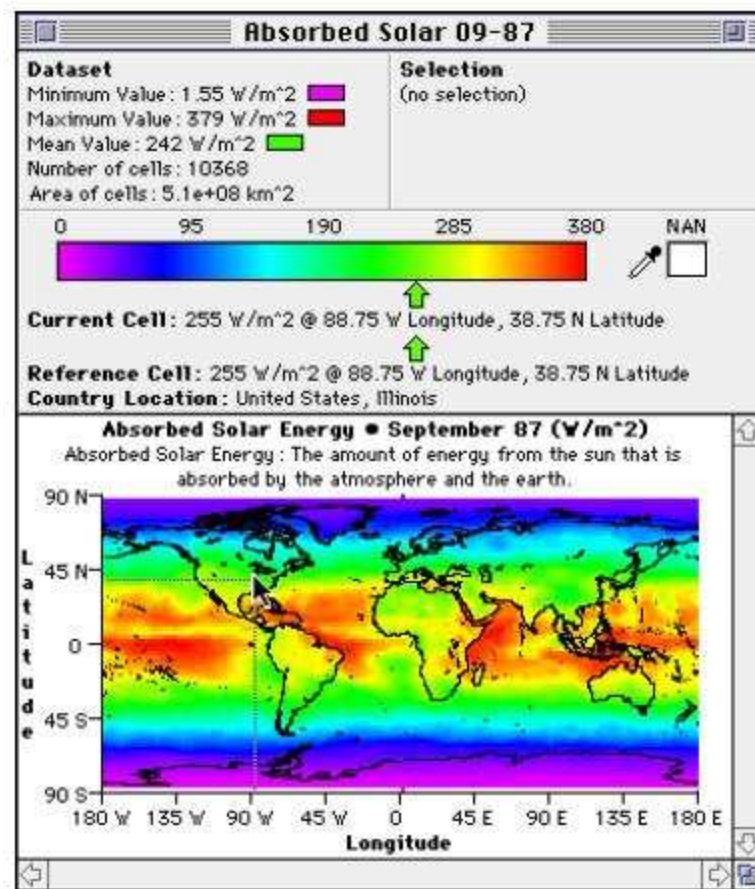 Absorbed Solar 09-87
Dataset
Minimum Value: 1.55 W/m^2
Maximum Value: 379 W/m^2
Mean Value: 242 W/m^2
Number of cells: 10368
Area of cells: 5.1e+08 km^2
Selection
(no selection)
0 95 190 285 380 NAN
Current Cell: 255 W/m^2 @ 88.75 W Longitude, 38.75 N Latitude
Reference Cell: 255 W/m^2 @ 88.75 W Longitude, 38.75 N Latitude
Country Location: United States, Illinois
Absorbed Solar Energy • September 87 (W/m^2)
Absorbed Solar Energy: The amount of energy from the sun that is
absorbed by the atmosphere and the earth.
90 N
45 N
0
45 S
90 S
Latitude
180 W 135 W 90 W 45 W 0 45 E 90 E 135 E 180 E
Longitude